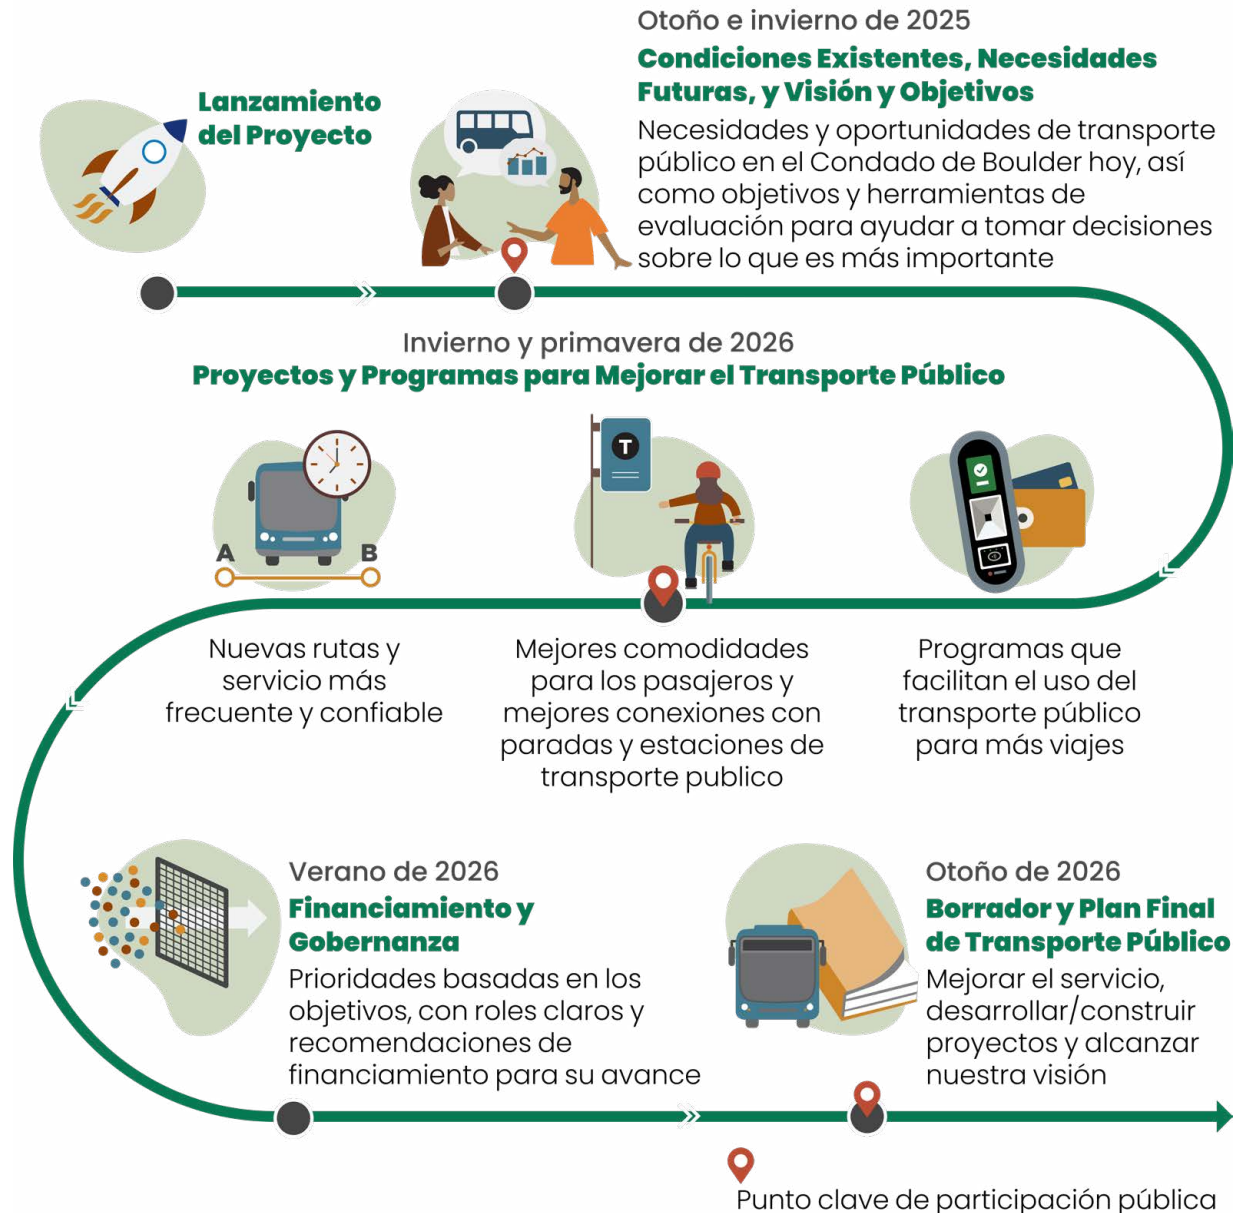 Lanzamiento
del Proyecto
Otoño e invierno de 2025
Condiciones Existentes, Necesidades
Futuras, y Visión y Objetivos
Necesidades y oportunidades de transporte
público en el Condado de Boulder hoy, así
como objetivos y herramientas de
evaluación para ayudar a tomar decisiones
sobre lo que es más importante
Invierno y primavera de 2026
Proyectos y Programas para Mejorar el Transporte Público
A
B
T
Nuevas rutas y
servicio más
frecuente y confiable
Mejores comodidades
para los pasajeros y
mejores conexiones con
paradas y estaciones de
transporte publico
Programas que
facilitan el uso del
transporte público
para más viajes
Verano de 2026
Financiamiento y
Gobernanza
Prioridades basadas en los
objetivos, con roles claros y
recomendaciones de
financiamiento para su avance
Otoño de 2026
Borrador y Plan Final
de Transporte Público
Mejorar el servicio,
desarrollar/construir
proyectos y alcanzar
nuestra visión
Punto clave de participación pública